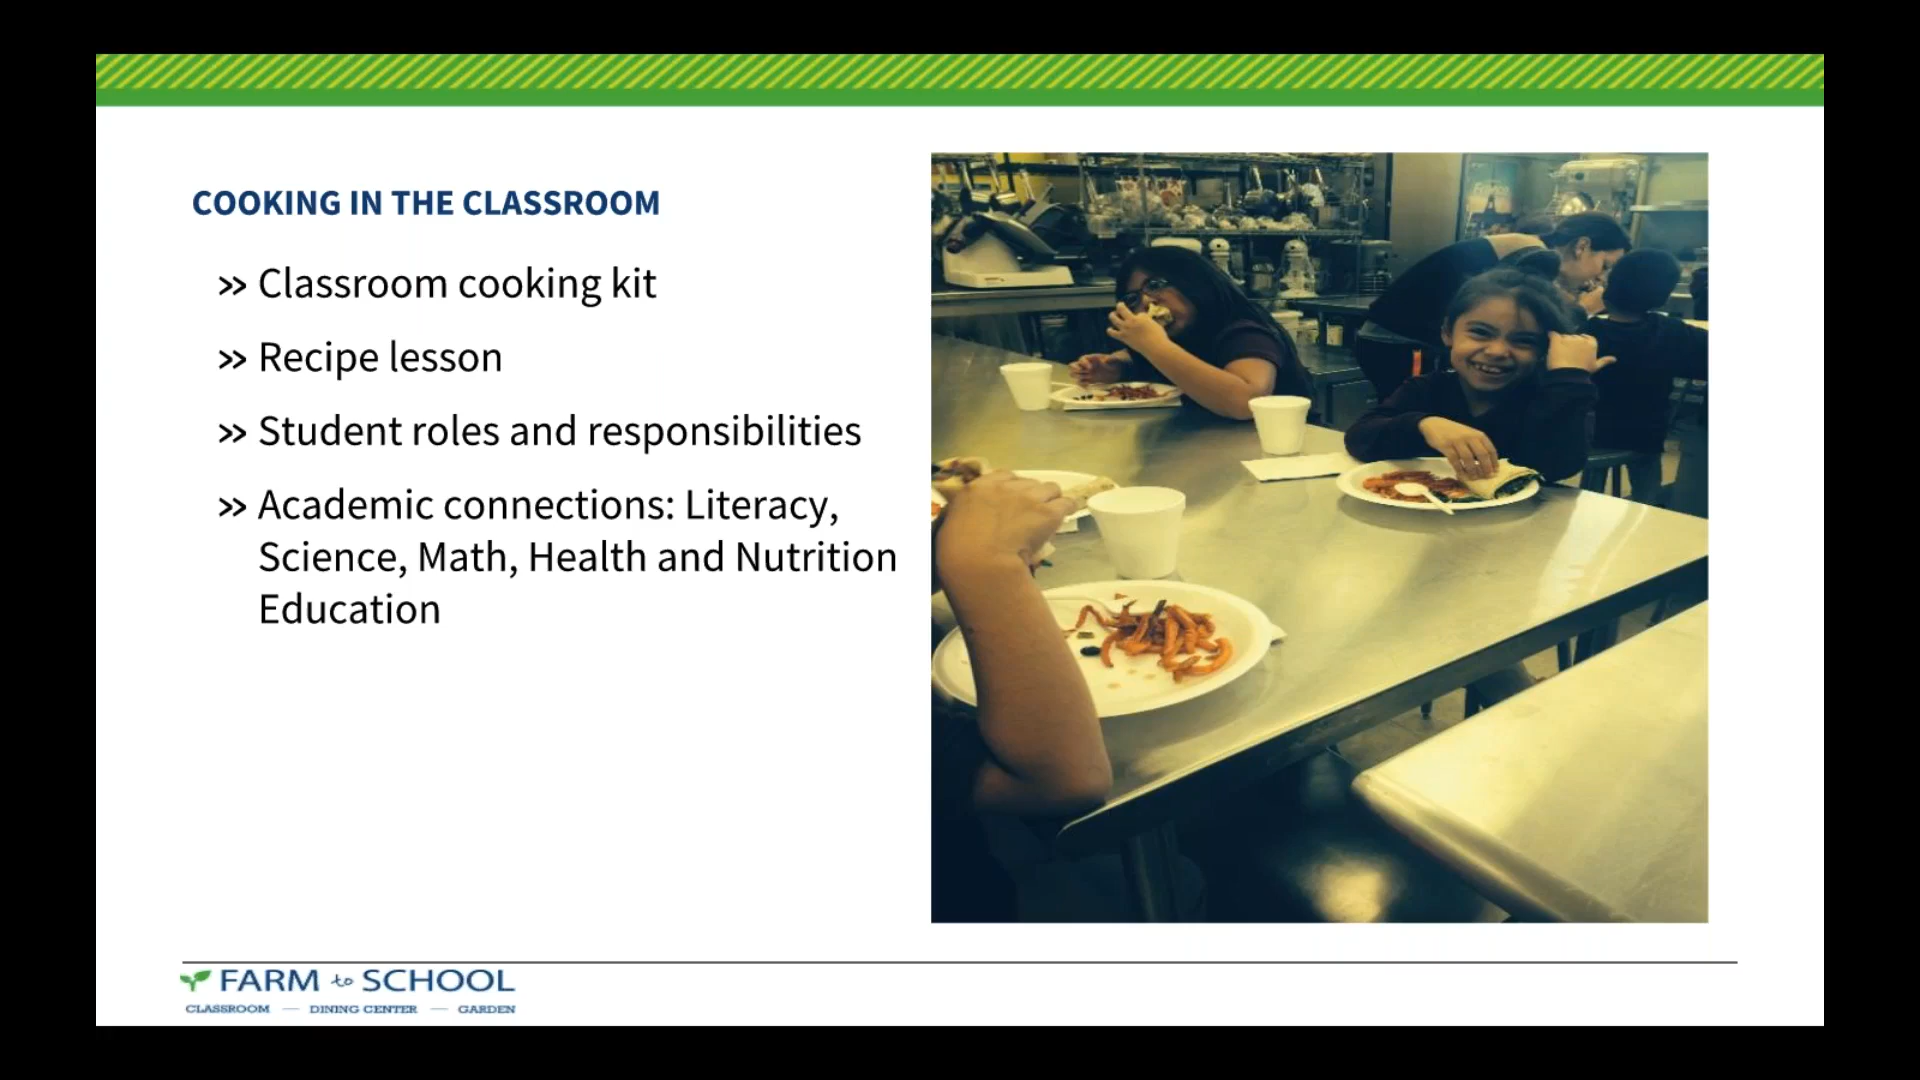 COOKING IN THE CLASSROOM
» Classroom cooking kit
» Recipe lesson
» Student roles and responsibilities
» Academic connections: Literacy,
Science, Math, Health and Nutrition
Education
FARM to SCHOOL
CLASSROOM — DINING CENTER — GARDEN